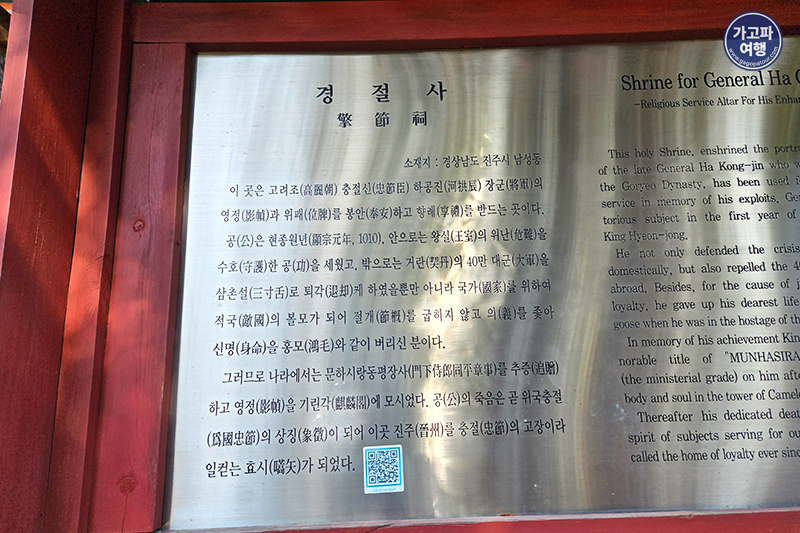 경절사
擎節祠
소재지 : 경상남도 진주시 남성동
이 곳은 고려조(高麗朝) 충절신(忠節臣) 하공진(河拱辰) 장군(將軍)의
영정(影幀)과 위패(位牌)를 봉안(奉安)하고 향례(享禮)를 받드는 곳이다.
공(公)은 현종원년(顯宗元年, 1010), 안으로는 왕실(王室)의 위난(危難)을
수호(守護)한 공(功)을 세웠고, 밖으로는 거란(契丹)의 40만 대군(大軍)을
삼촌설(三寸舌)로 퇴각(退却)케 하였을뿐만 아니라 국가(國家)를 위하여
적국(敵國)의 볼모가 되어 절개(節槪)를 굽히지 않고 의(義)를 좇아
신명(身命)을 홍모(鴻毛)와 같이 버리신 분이다.
그러므로 나라에서는 문하시랑동평장사(門下侍郎同平章事)를 추증(追贈)
하고 영정(影幀)을 기린각(麒麟閣)에 모시었다. 공(公)의 죽음은 곧 위국충절
(爲國忠節)의 상징(象徵)이 되어 이곳 진주(晉州)를 충절(忠節)의 고장이라
일컫는 효시(嚆矢)가 되었다.
Shrine for General Ha
-Religious Service Altar For His
This holy Shrine, enshrined the
of the late General Ha Kong-jin who
the Goryeo Dynasty, has been used
service in memory of his exploits,
torious subject in the first year of
King Hyeon-jong.
He not only defended the
domestically, but also repelled the
abroad. Besides, for the cause of
loyalty, he gave up his dearest life
goose when he was in the hostage of
In memory of his achievement
norable title of "MUNHASIRA
(the ministerial grade) on him
body and soul in the tower of
Thereafter his dedicated
spirit of subjects serving for
called the home of loyalty ever
가고파
여행
www.gagopatour.com